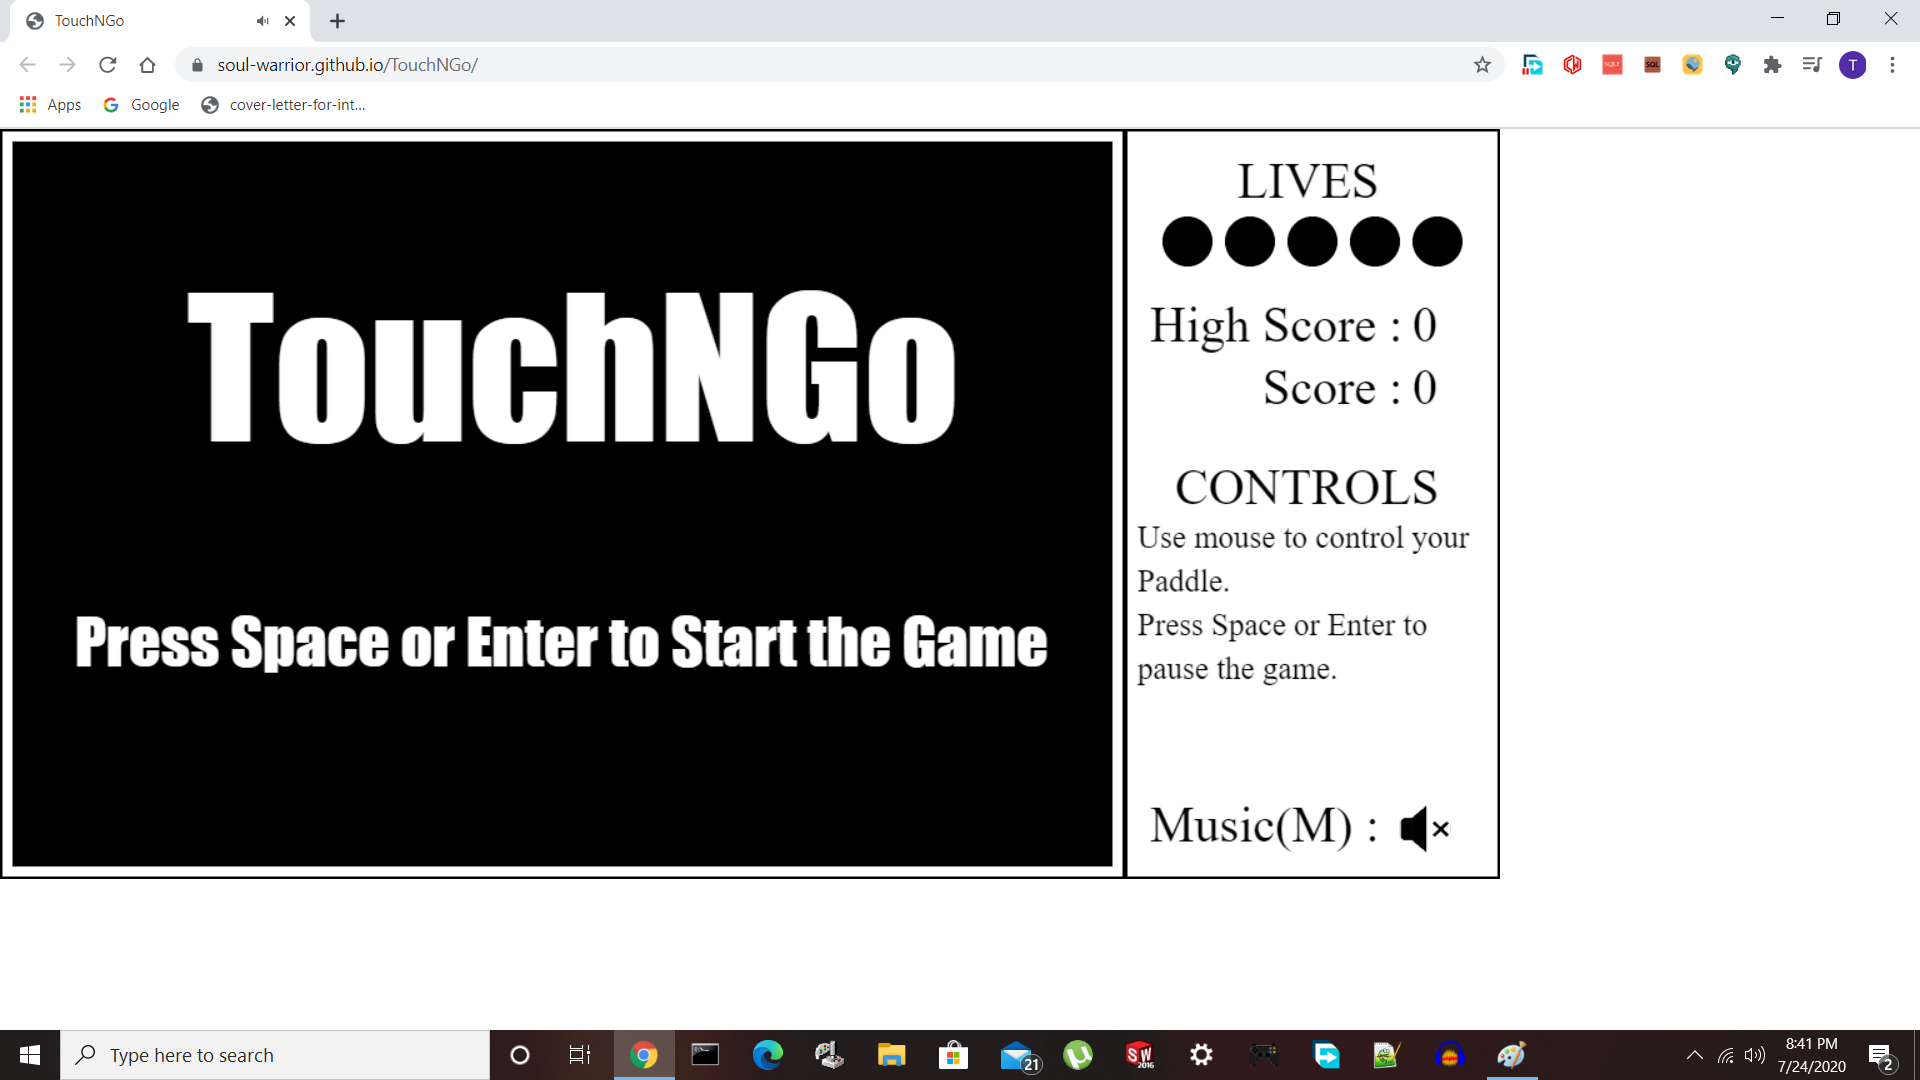 TouchNGo
soul-warrior.github.io/TouchNGo/
T
Apps
Google
cover-letter-for-int...
TouchNGo
Press Space or Enter to Start the Game
LIVES
High Score : 0
Score : 0
CONTROLS
Use mouse to control your
Paddle.
Press Space or Enter to
pause the game.
Music(M) :
Type here to search
21
SW
2016
8:41 PM
7/24/2020
2